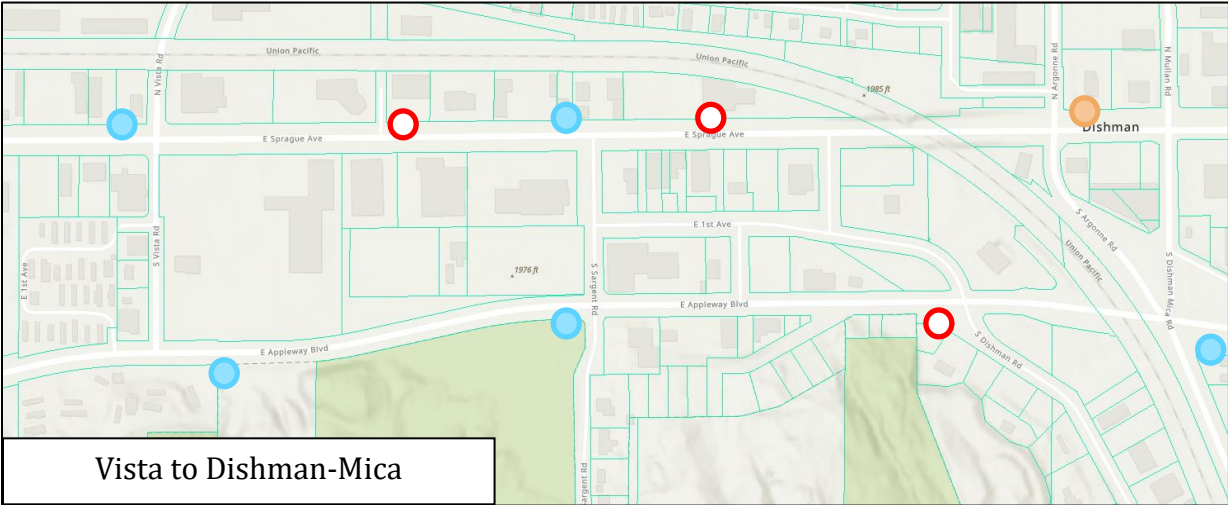 Union Pacific
Union Pacific
N Vista Rd
N Argonne Rd
N Mullan Rd
1985 ft
E Sprague Ave
E Sprague Ave
Dishman
E 1st Ave
S Vista Rd
E 1st Ave
S Argonne Rd
Union Pacific
S Dishman Mica Rd
1976 ft
S Sargent Rd
E Appleway Blvd
E Appleway Blvd
S Dishman Rd
argent Rd
Vista to Dishman-Mica